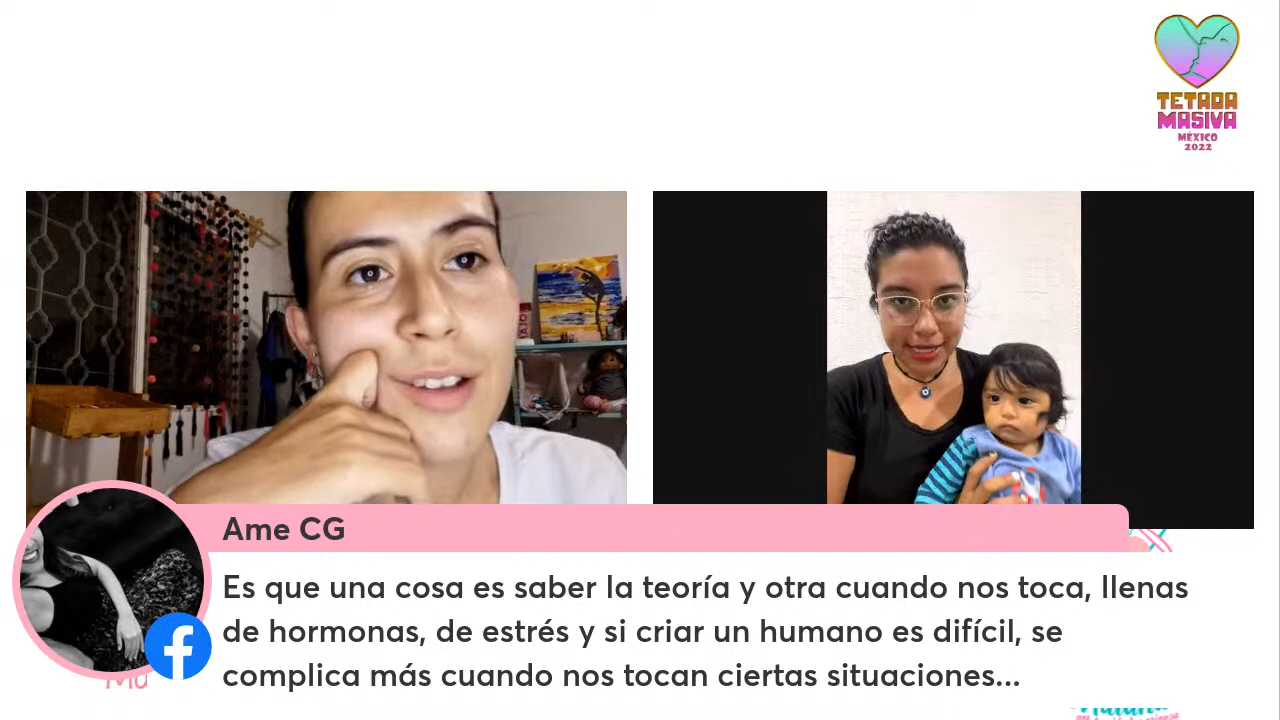 TETADA
MASIVA
MÉXICO
2022
Ame CG
Es que una cosa es saber la teoría y otra cuando nos toca, llenas
de hormonas, de estrés y si criar un humano es difícil, se
complica más cuando nos tocan ciertas situaciones...